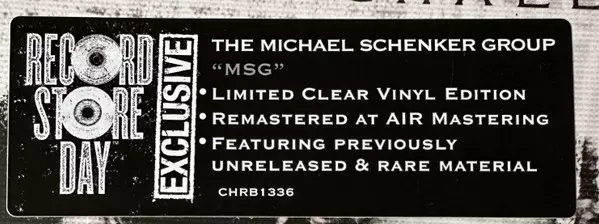 RECORD
STORE
DAY™
EXCLUSIVE
THE MICHAEL SCHENKER GROUP
"MSG"
• LIMITED CLEAR VINYL EDITION
• REMASTERED AT AIR MASTERING
• FEATURING PREVIOUSLY
UNRELEASED & RARE MATERIAL
CHRB1336